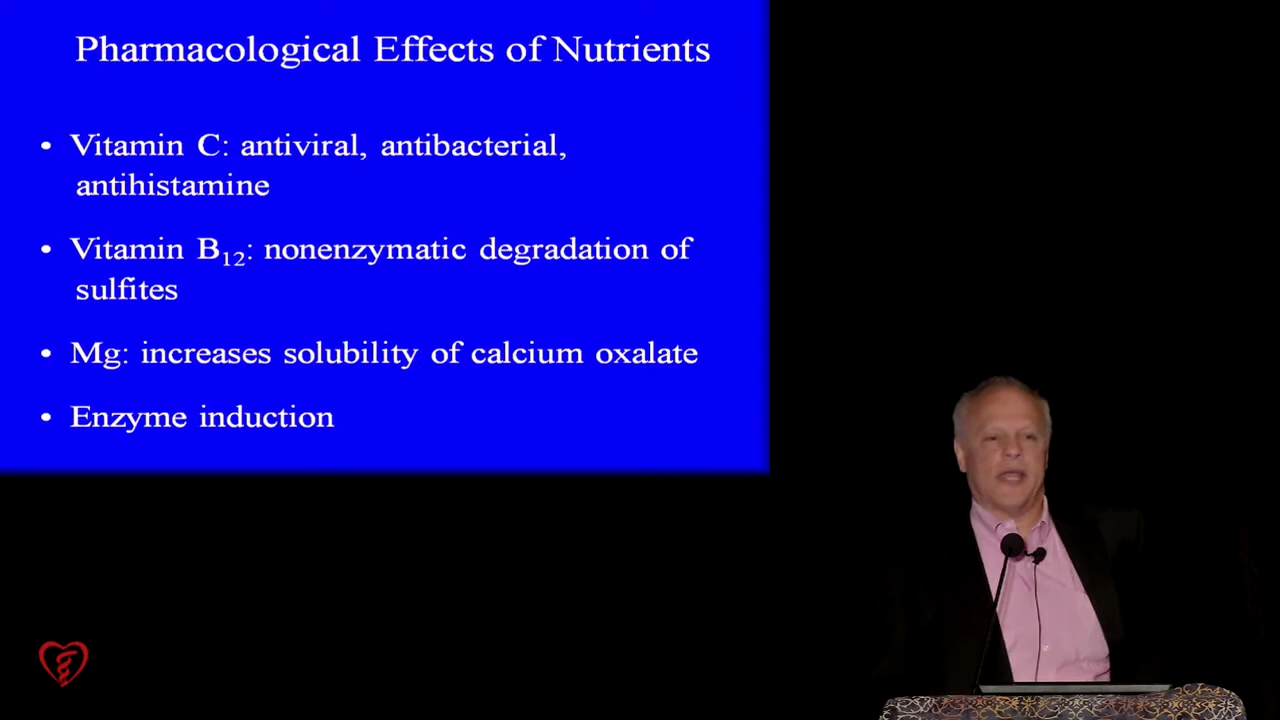 Pharmacological Effects of Nutrients
• Vitamin C: antiviral, antibacterial,
antihistamine
• Vitamin B₁₂: nonenzymatic degradation of
sulfites
• Mg: increases solubility of calcium oxalate
• Enzyme induction